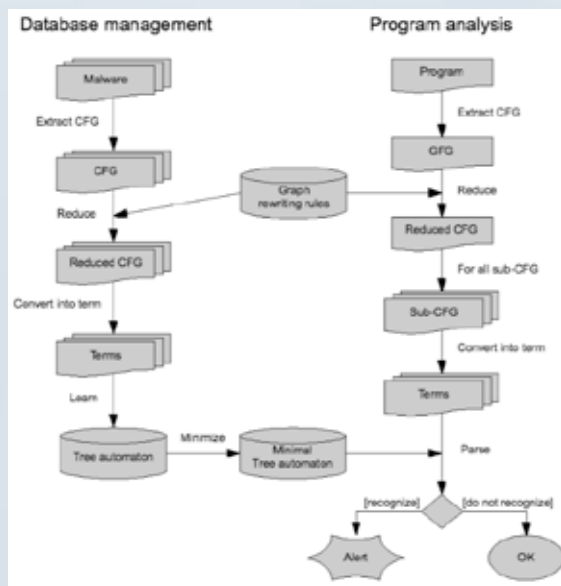 Database management
Program analysis
Malware
Program
Extract CFG
Extract CFG
CFG
CFG
Graph
rewriting rules
Reduce
Reduce
Reduced CFG
Reduced CFG
For all sub-CFG
Convert into term
Sub-CFG
Convert into term
Terms
Terms
Learn
Minimize
Parse
Tree automaton
Minimal
Tree automaton
[recognize]
[do not recognize]
Alert
OK